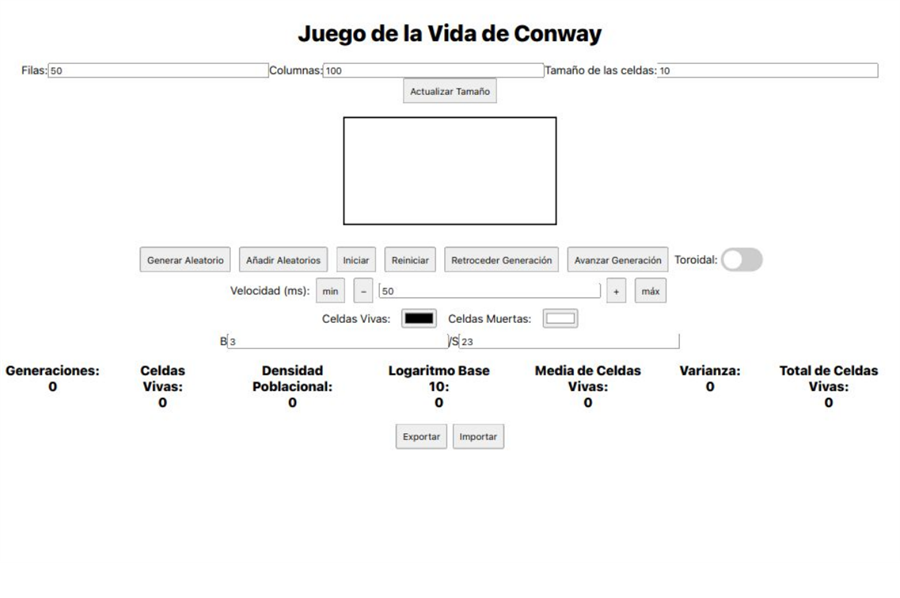 Juego de la Vida de Conway
Filas: 50 Columnas: 100 Tamaño de las celdas: 10
Actualizar Tamaño
Generar Aleatorio Añadir Aleatorios Iniciar Reiniciar Retroceder Generación Avanzar Generación Toroidal:
Velocidad (ms): min − 50 + máx
Celdas Vivas: Celdas Muertas:
B 3 /S 23
Generaciones: Celdas Densidad Logaritmo Base Media de Celdas Varianza: Total de Celdas
0 Vivas: Poblacional: 10: Vivas: 0 Vivas:
0 0 0 0 0
Exportar Importar